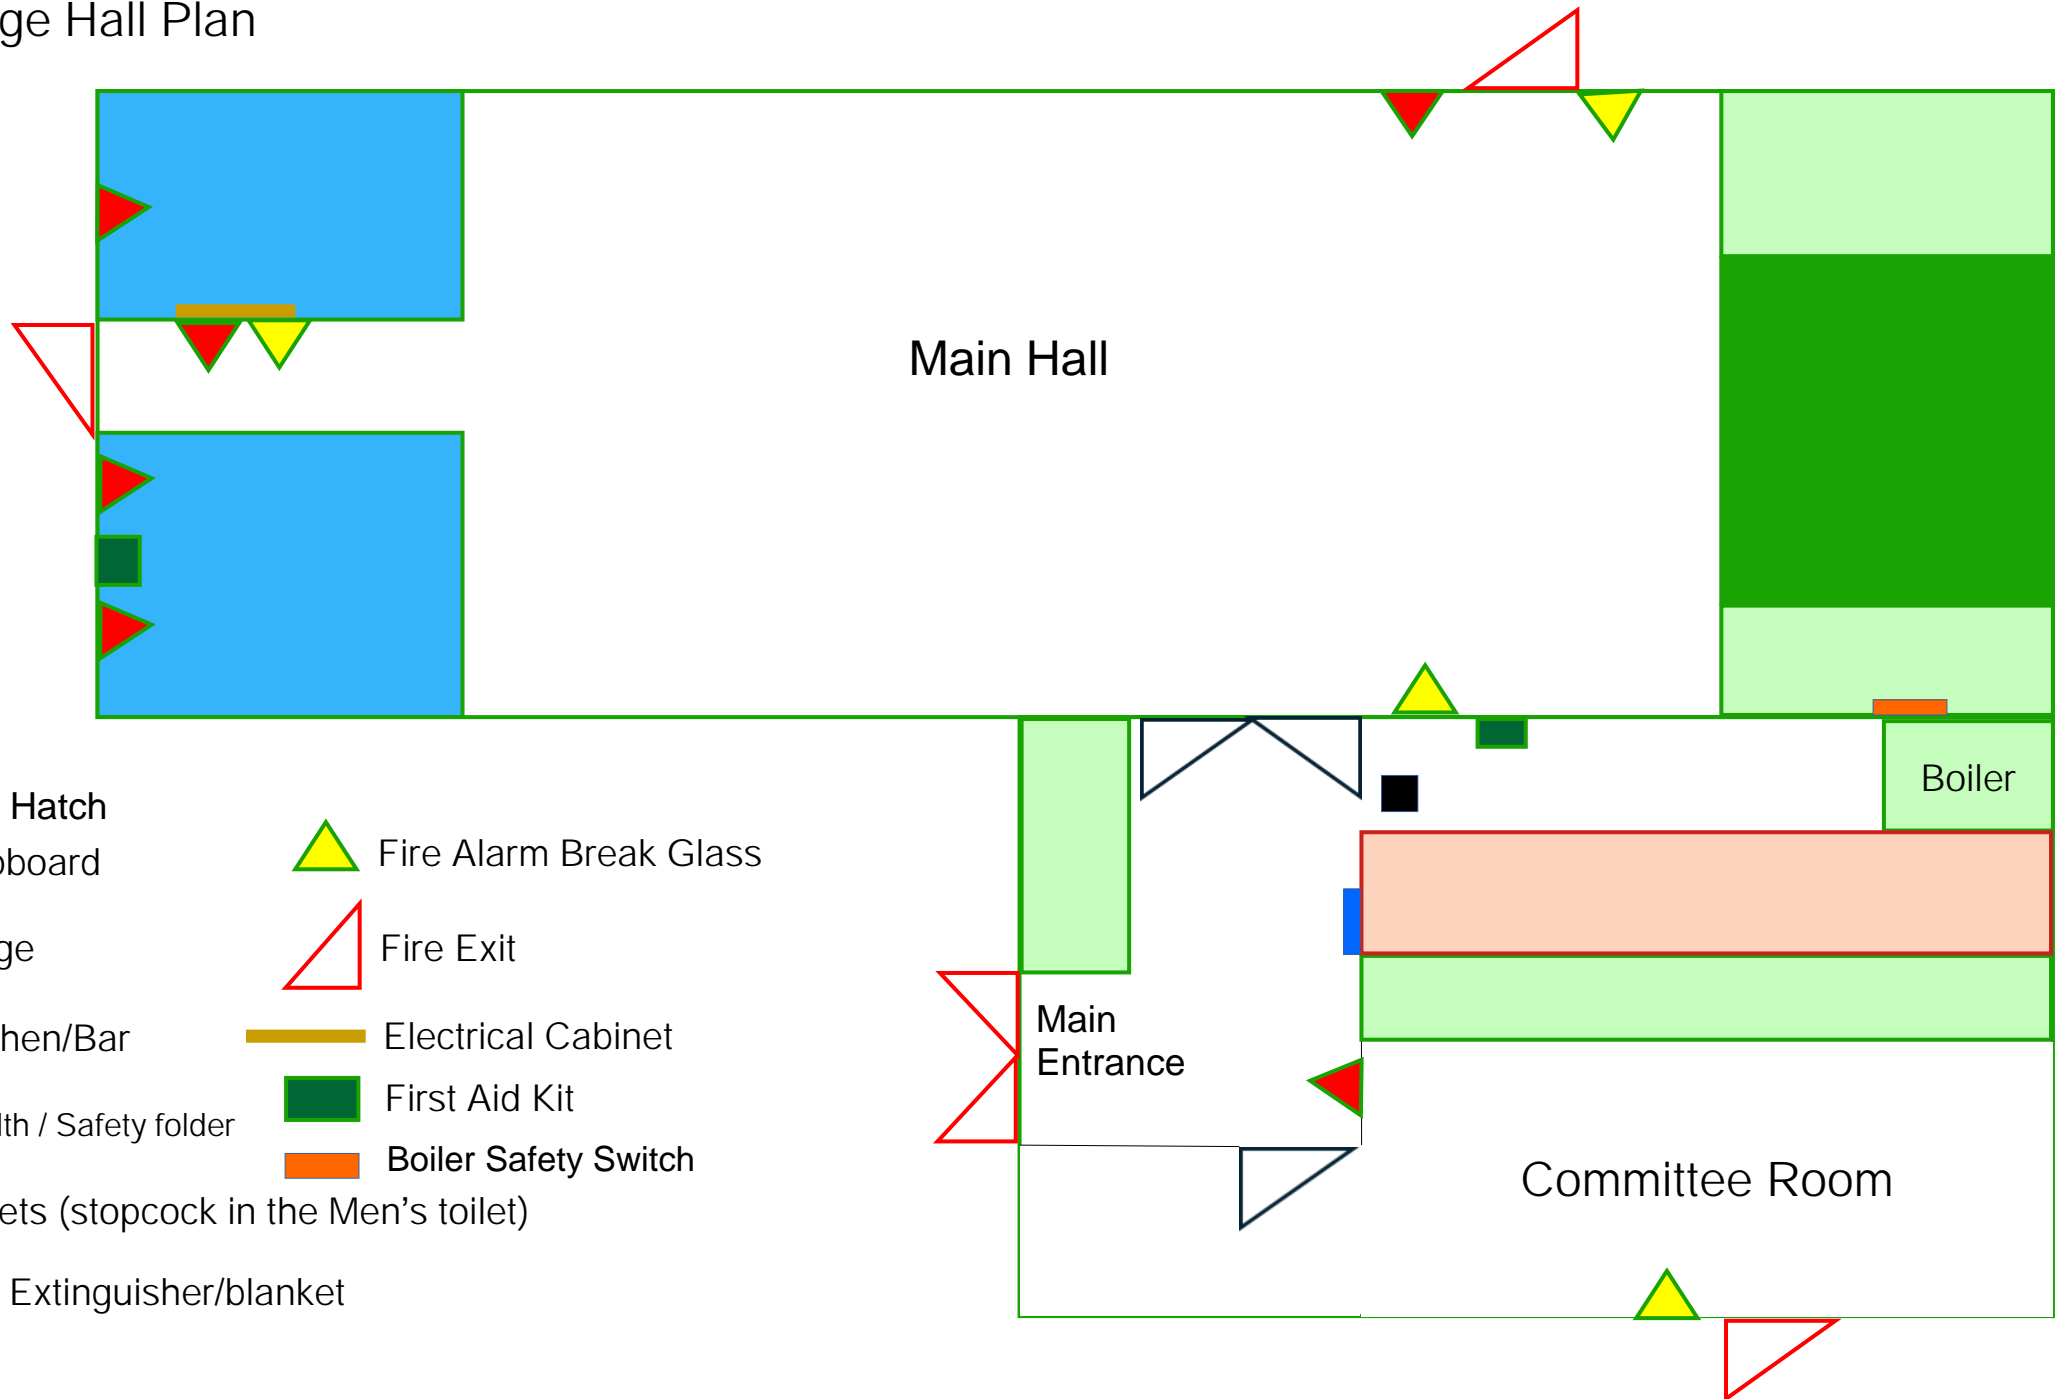 ge Hall Plan
Main Hall
Boiler
Hatch
board
Fire Alarm Break Glass
ge
Fire Exit
Main
Entrance
hen/Bar
Electrical Cabinet
First Aid Kit
lth / Safety folder
Boiler Safety Switch
Committee Room
ets (stopcock in the Men’s toilet)
Extinguisher/blanket